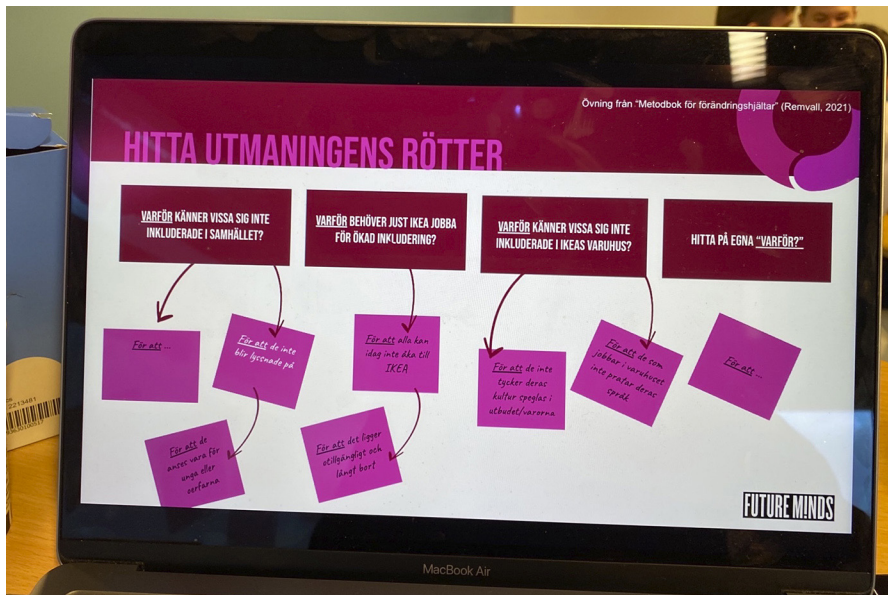 Övning från "Metodbok för förändringshjältar" (Remvall, 2021)
HITTA UTMANINGENS RÖTTER
VARFÖR KÄNNER VISSA SIG INTE
INKLUDERADE I SAMHÄLLET?
VARFÖR BEHÖVER JUST IKEA JOBBA
FÖR ÖKAD INKLUDERING?
VARFÖR KÄNNER VISSA SIG INTE
INKLUDERADE I IKEAS VARUHUS?
HITTA PÅ EGNA "VARFÖR?"
För att ...
För att de inte
blir lyssnade på
För att alla kan
idag inte åka till
IKEA
För att de inte
tycker deras
kultur speglas i
utbudet/varorna
För att de som
jobbar i varuhuset
inte pratar deras
språk
För att ...
För att de
anses vara för
unga eller
oerfarna
För att det ligger
otillgängligt och
långt bort
FUTURE M!NDS
MacBook Air
2213481